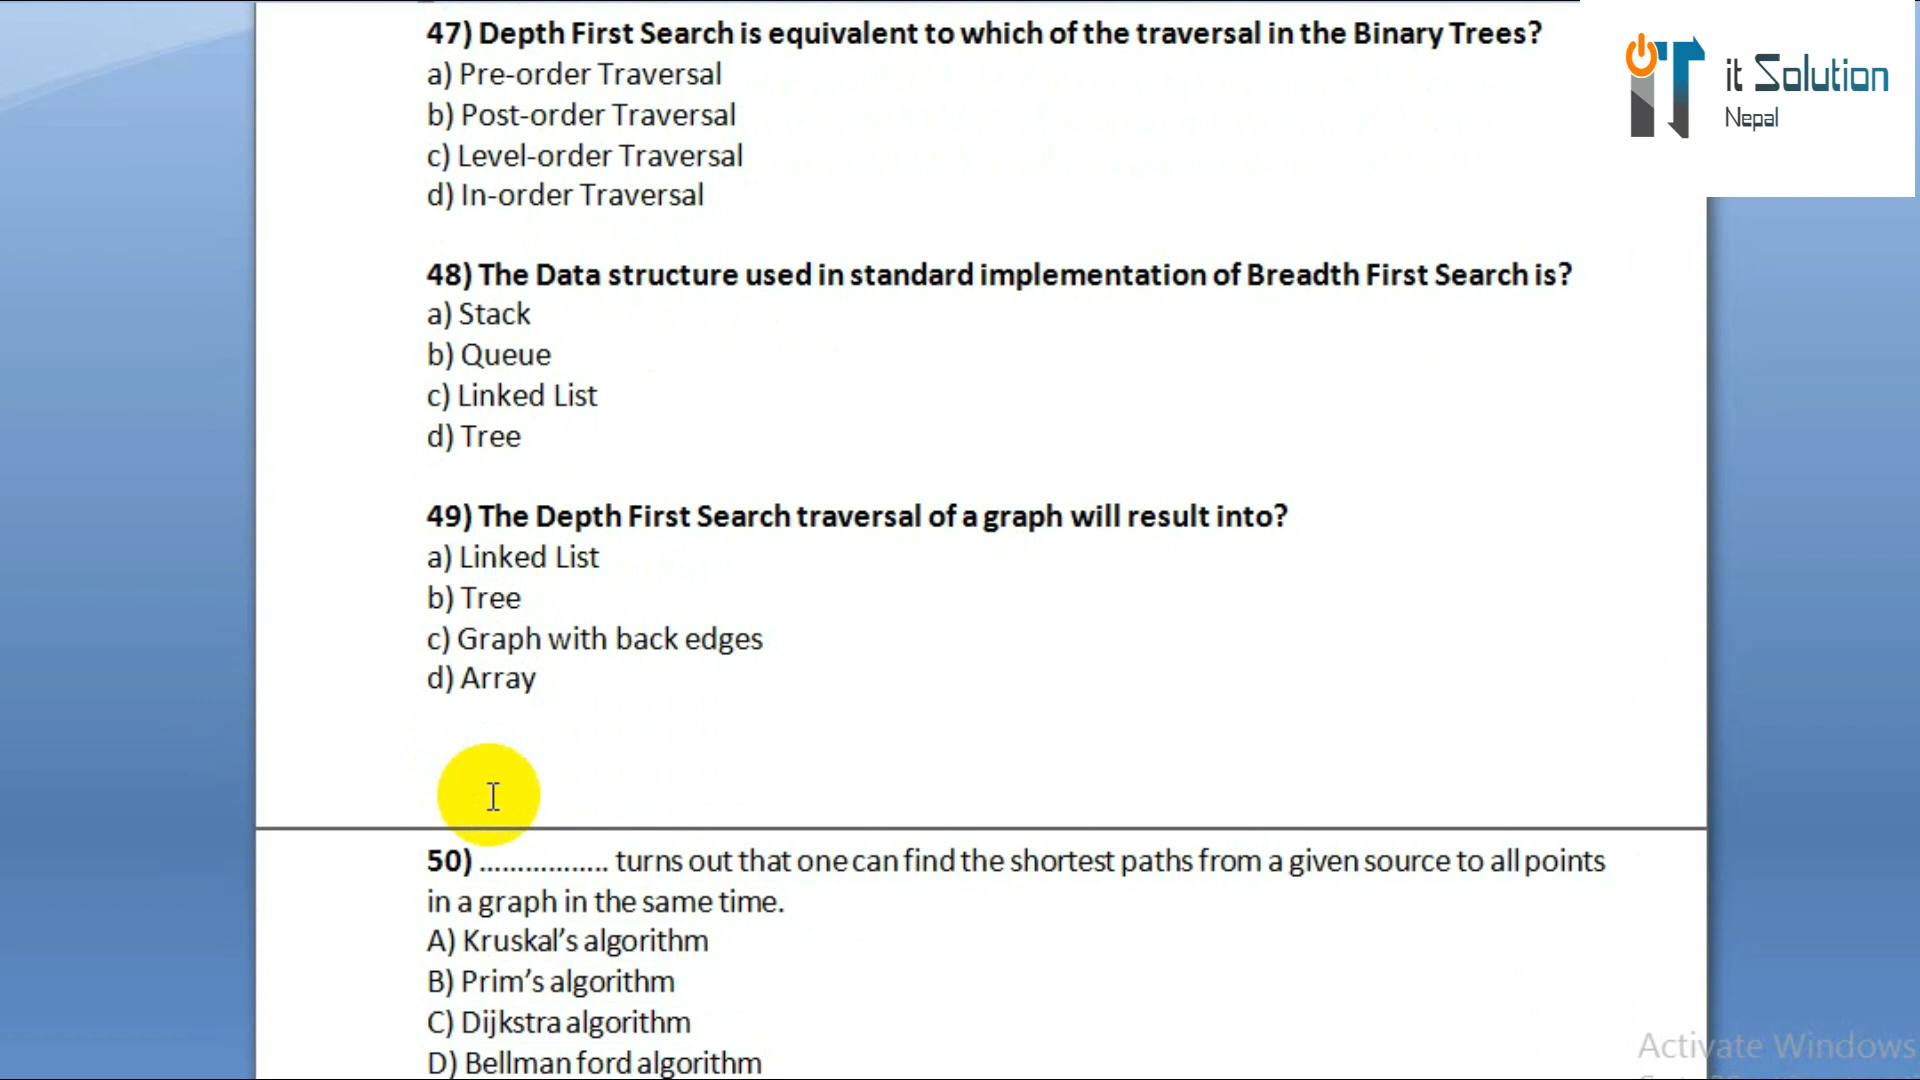 47) Depth First Search is equivalent to which of the traversal in the Binary Trees?
a) Pre-order Traversal
b) Post-order Traversal
c) Level-order Traversal
d) In-order Traversal
48) The Data structure used in standard implementation of Breadth First Search is?
a) Stack
b) Queue
c) Linked List
d) Tree
49) The Depth First Search traversal of a graph will result into?
a) Linked List
b) Tree
c) Graph with back edges
d) Array
50) ................. turns out that one can find the shortest paths from a given source to all points
in a graph in the same time.
A) Kruskal’s algorithm
B) Prim’s algorithm
C) Dijkstra algorithm
D) Bellman ford algorithm
iT
it Solution
Nepal
Activate Windows